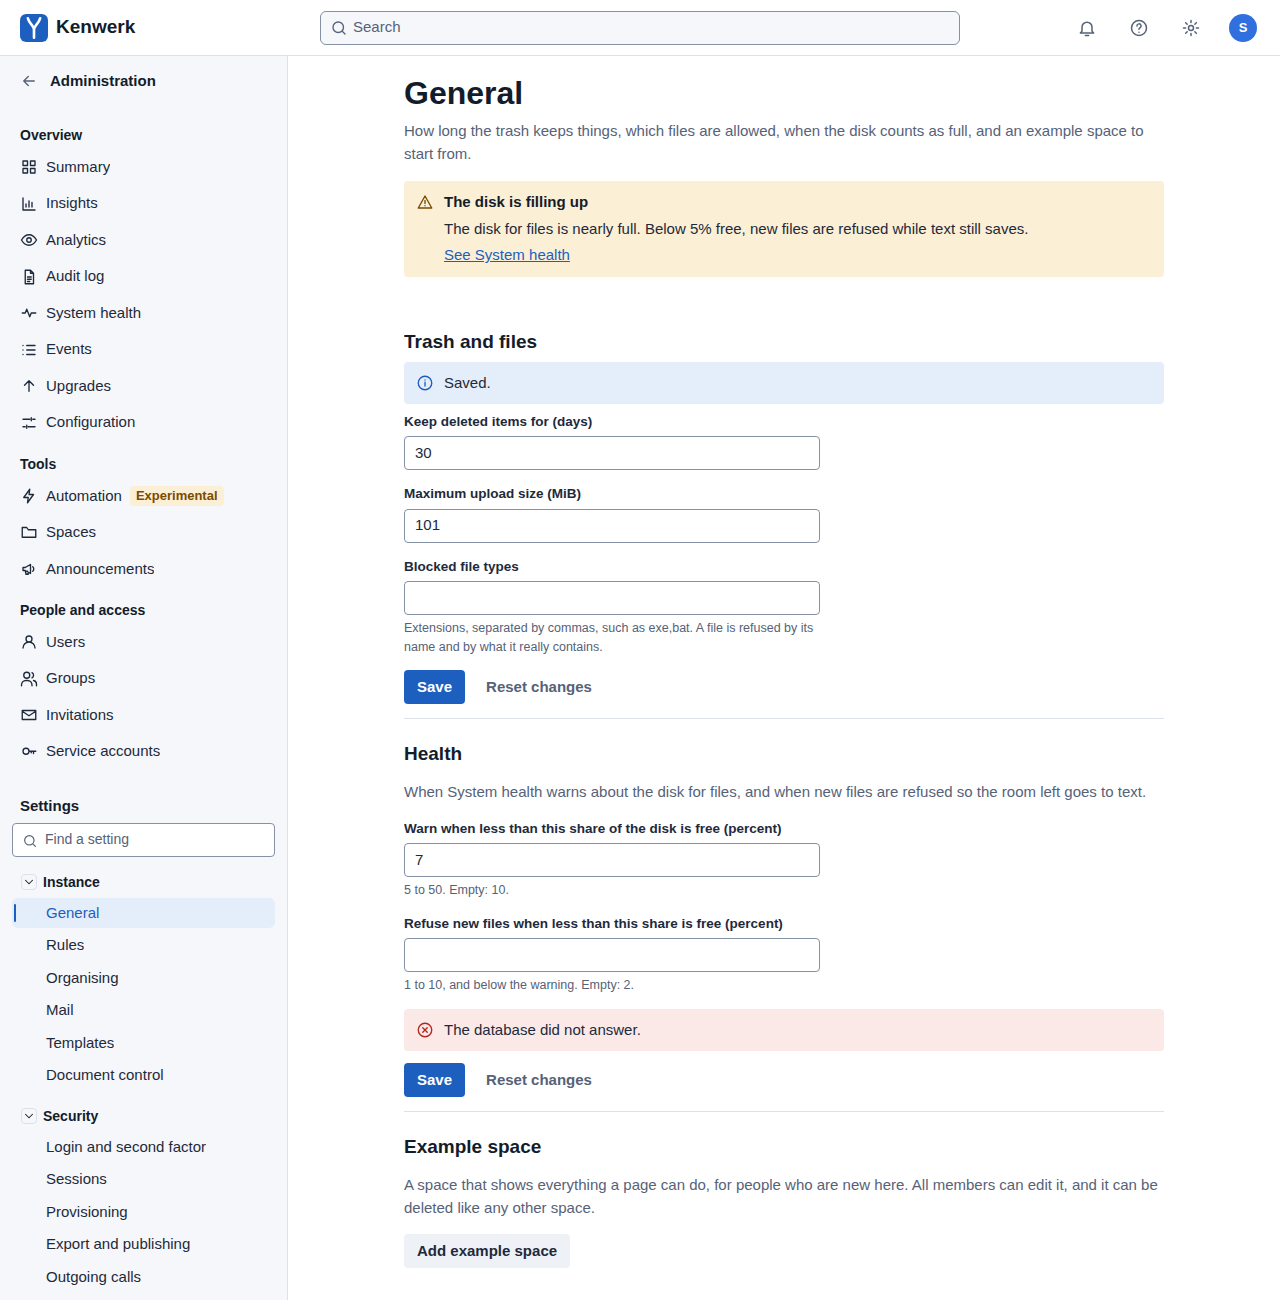 Kenwerk
Search
S
Administration
Overview
Summary
Insights
Analytics
Audit log
System health
Events
Upgrades
Configuration
Tools
Automation Experimental
Spaces
Announcements
People and access
Users
Groups
Invitations
Service accounts
Settings
Find a setting
Instance
General
Rules
Organising
Mail
Templates
Document control
Security
Login and second factor
Sessions
Provisioning
Export and publishing
Outgoing calls
General
How long the trash keeps things, which files are allowed, when the disk counts as full, and an example space to
start from.
The disk is filling up
The disk for files is nearly full. Below 5% free, new files are refused while text still saves.
See System health
Trash and files
Saved.
Keep deleted items for (days)
30
Maximum upload size (MiB)
101
Blocked file types
Extensions, separated by commas, such as exe,bat. A file is refused by its
name and by what it really contains.
Save Reset changes
Health
When System health warns about the disk for files, and when new files are refused so the room left goes to text.
Warn when less than this share of the disk is free (percent)
7
5 to 50. Empty: 10.
Refuse new files when less than this share is free (percent)
1 to 10, and below the warning. Empty: 2.
The database did not answer.
Save Reset changes
Example space
A space that shows everything a page can do, for people who are new here. All members can edit it, and it can be
deleted like any other space.
Add example space